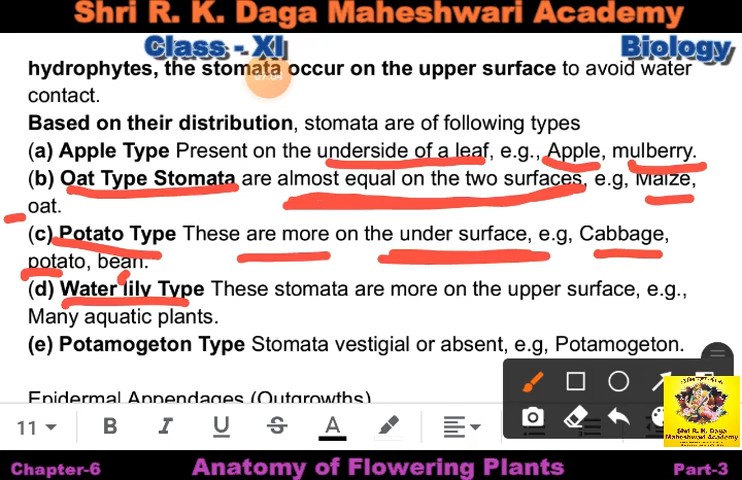 Shri R. K. Daga Maheshwari Academy
Class - XI Biology
hydrophytes, the stomata occur on the upper surface to avoid water
contact.
Based on their distribution, stomata are of following types
(a) Apple Type Present on the underside of a leaf, e.g., Apple, mulberry.
(b) Oat Type Stomata are almost equal on the two surfaces, e.g, Maize,
oat.
(c) Potato Type These are more on the under surface, e.g, Cabbage,
potato, bean.
(d) Water lily Type These stomata are more on the upper surface, e.g.,
Many aquatic plants.
(e) Potamogeton Type Stomata vestigial or absent, e.g, Potamogeton.
Epidermal Appendages (Outgrowths)
11 B I U S A
Shri R. K. Daga
Maheshwari Academy
Chapter-6 Anatomy of Flowering Plants Part-3